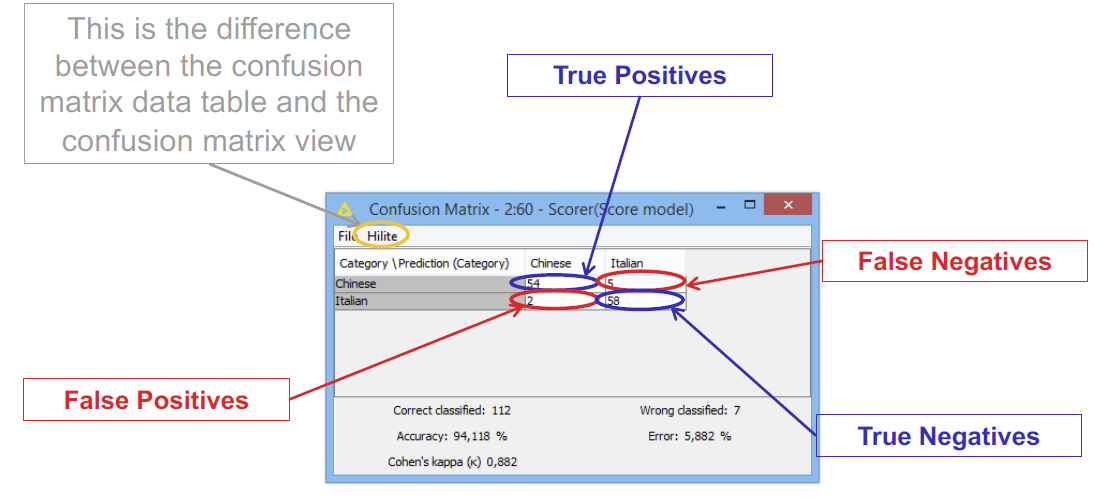 This is the difference
between the confusion
matrix data table and the
confusion matrix view
True Positives
Confusion Matrix - 2:60 - Scorer(Score model)
File Hilite
Category \ Prediction (Category) Chinese Italian
Chinese 54 5
Italian 2 58
False Negatives
False Positives
True Negatives
Correct classified: 112 Wrong classified: 7
Accuracy: 94,118 % Error: 5,882 %
Cohen's kappa (κ) 0,882